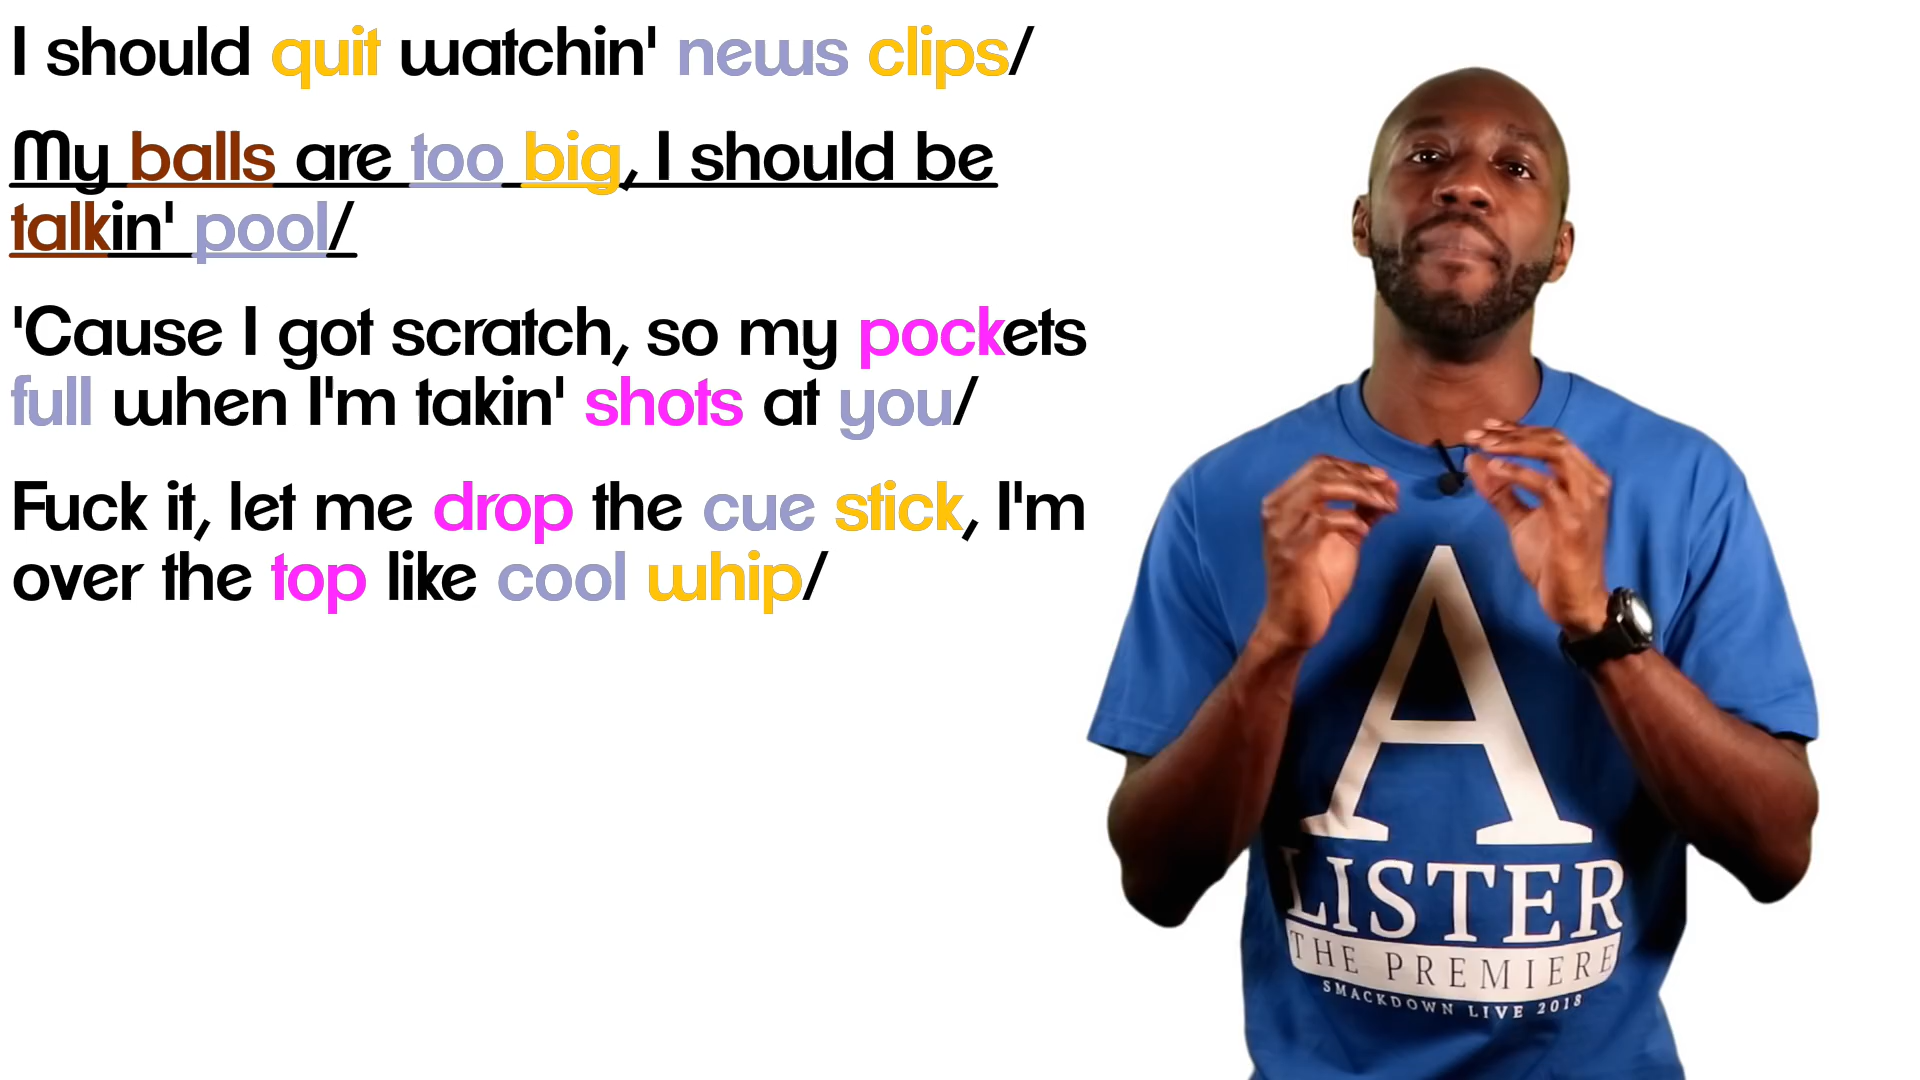 I should quit watchin' news clips/
My balls are too big, I should be
talkin' pool/
'Cause I got scratch, so my pockets
full when I'm takin' shots at you/
Fuck it, let me drop the cue stick, I'm
over the top like cool whip/
A
LISTER
THE PREMIERE
SMACKDOWN LIVE 2018